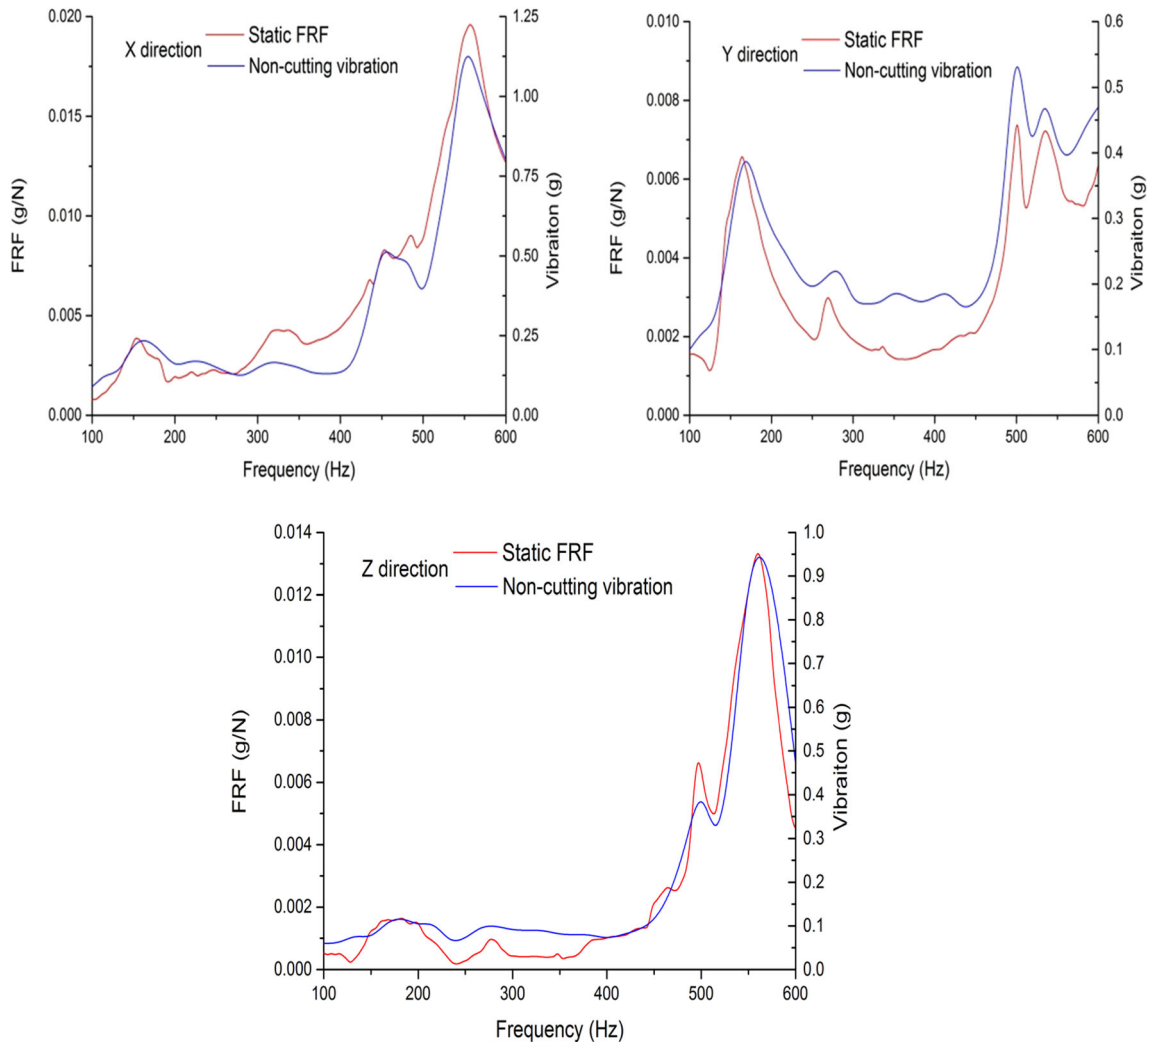 X direction
Static FRF
Non-cutting vibration
FRF (g/N)
0.020
0.015
0.010
0.005
0.000
1.25
1.00
0.75
0.50
0.25
0.00
Vibraiton (g)
100 200 300 400 500 600
Frequency (Hz)
Y direction
Static FRF
Non-cutting vibration
FRF (g/N)
0.010
0.008
0.006
0.004
0.002
0.000
0.6
0.5
0.4
0.3
0.2
0.1
0.0
Vibraiton (g)
100 200 300 400 500 600
Frequency (Hz)
Z direction
Static FRF
Non-cutting vibration
FRF (g/N)
0.014
0.012
0.010
0.008
0.006
0.004
0.002
0.000
1.0
0.9
0.8
0.7
0.6
0.5
0.4
0.3
0.2
0.1
0.0
Vibraiton (g)
100 200 300 400 500 600
Frequency (Hz)